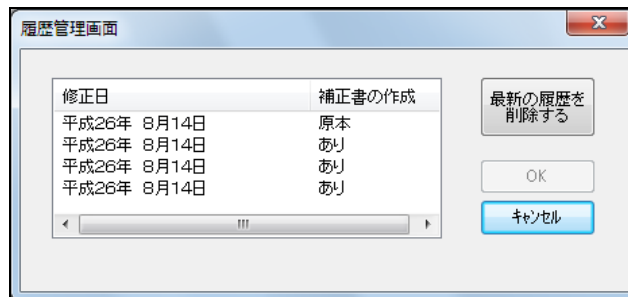 履歴管理画面
修正日 補正書の作成
平成26年 8月14日 原本
平成26年 8月14日 あり
平成26年 8月14日 あり
平成26年 8月14日 あり
最新の履歴を
削除する
OK
キャンセル